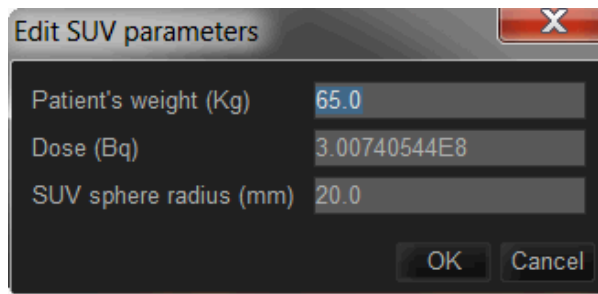 Edit SUV parameters
Patient's weight (Kg) 65.0
Dose (Bq) 3.00740544E8
SUV sphere radius (mm) 20.0
OK Cancel